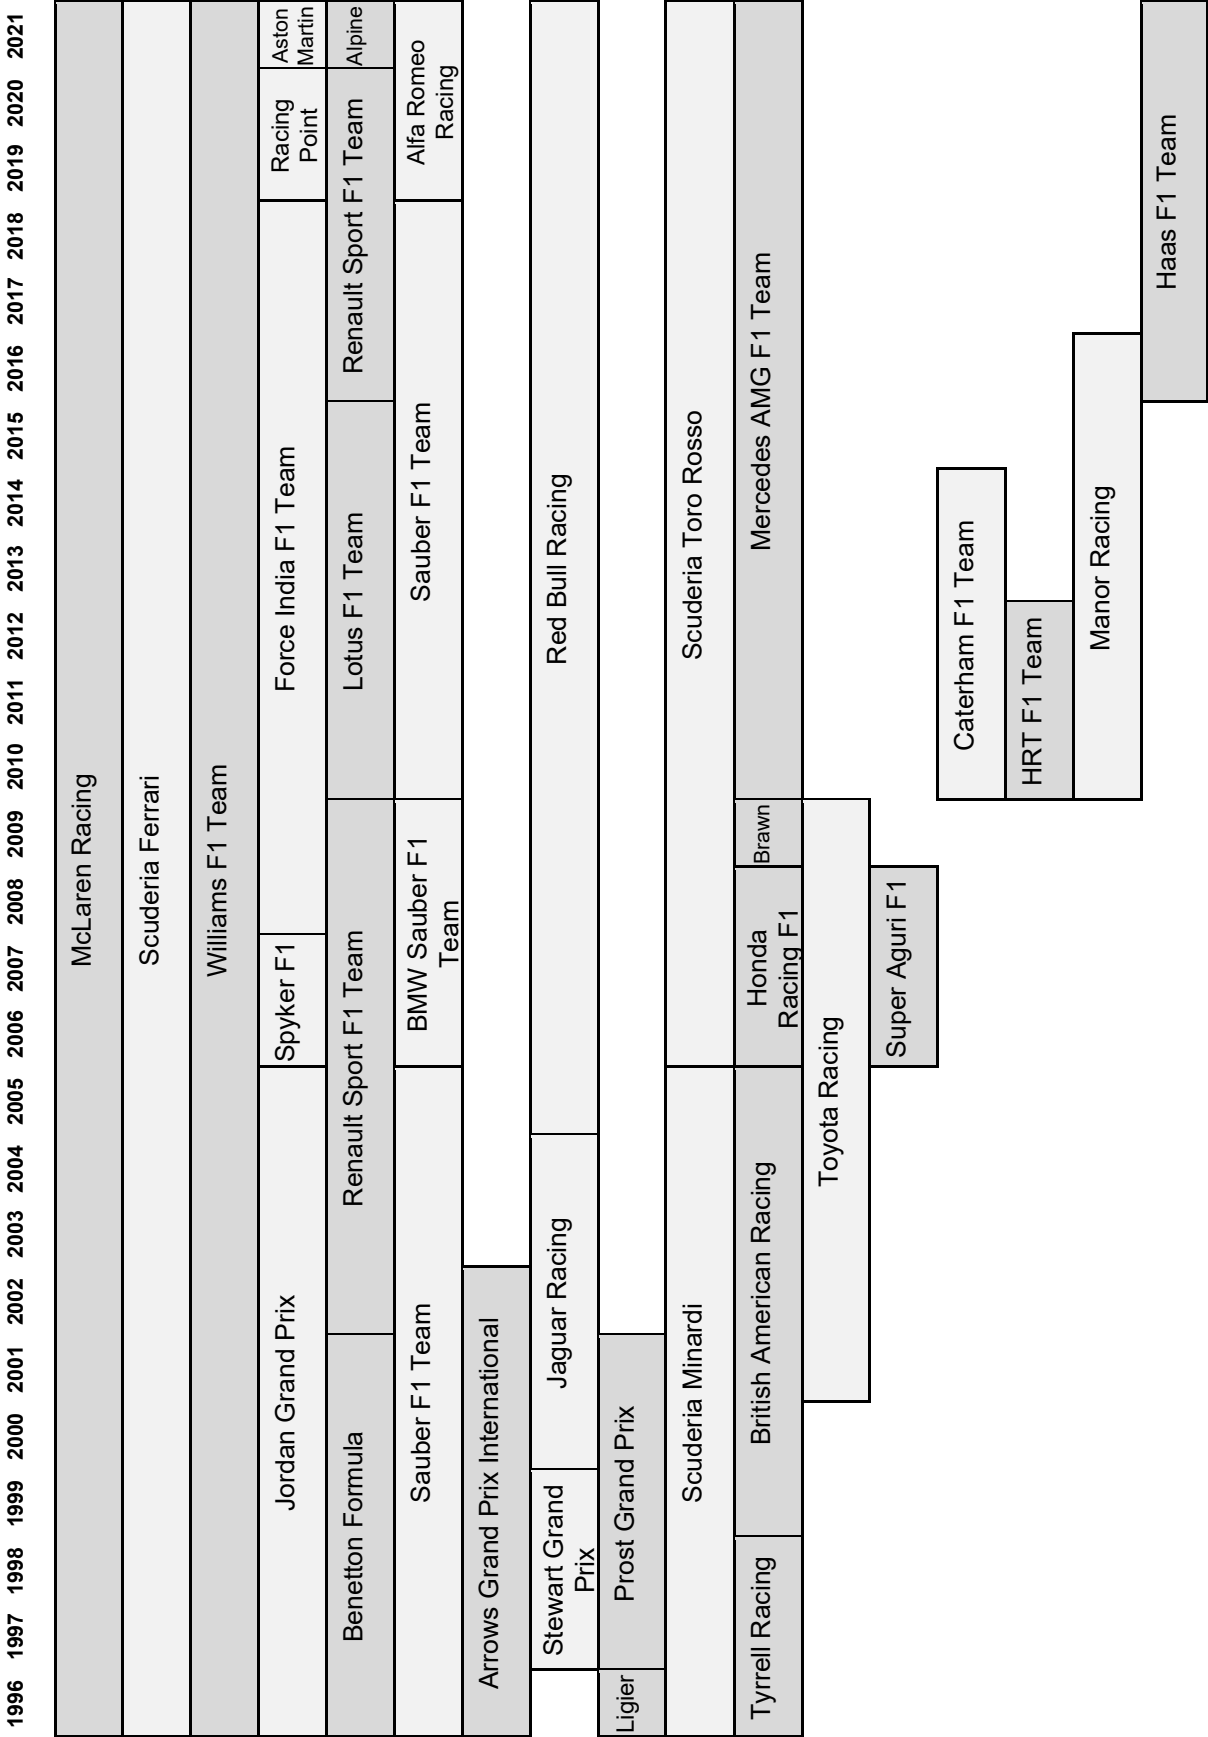 1996 1997 1998 1999 2000 2001 2002 2003 2004 2005 2006 2007 2008 2009 2010 2011 2012 2013 2014 2015 2016 2017 2018 2019 2020 2021
McLaren Racing
Scuderia Ferrari
Williams F1 Team
Jordan Grand Prix
Spyker F1
Force India F1 Team
Racing
Point
Aston
Martin
Benetton Formula
Renault Sport F1 Team
Lotus F1 Team
Renault Sport F1 Team
Alpine
Sauber F1 Team
BMW Sauber F1
Team
Sauber F1 Team
Alfa Romeo
Racing
Arrows Grand Prix International
Stewart Grand
Prix
Jaguar Racing
Red Bull Racing
Ligier
Prost Grand Prix
Scuderia Minardi
Scuderia Toro Rosso
Tyrrell Racing
British American Racing
Honda
Racing F1
Brawn
Mercedes AMG F1 Team
Toyota Racing
Super Aguri F1
Caterham F1 Team
HRT F1 Team
Manor Racing
Haas F1 Team